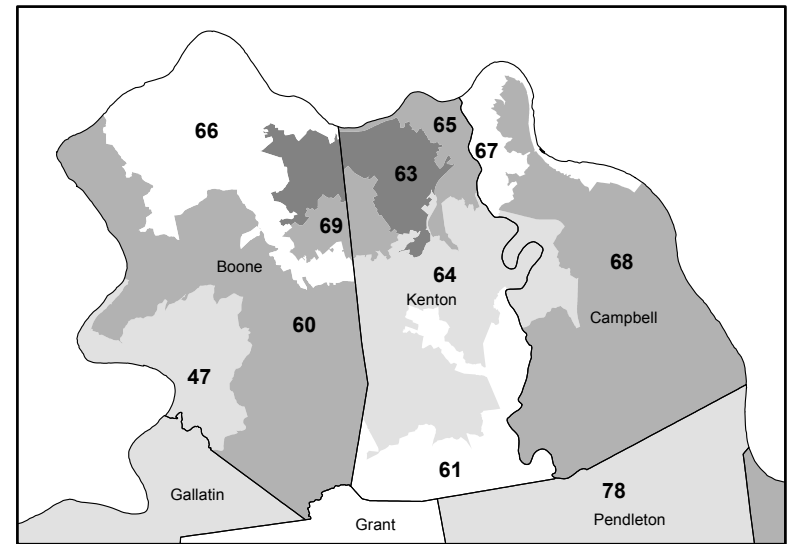 66
65
67
63
69
Boone
64
Kenton
68
60
Campbell
47
61
Gallatin
78
Grant
Pendleton